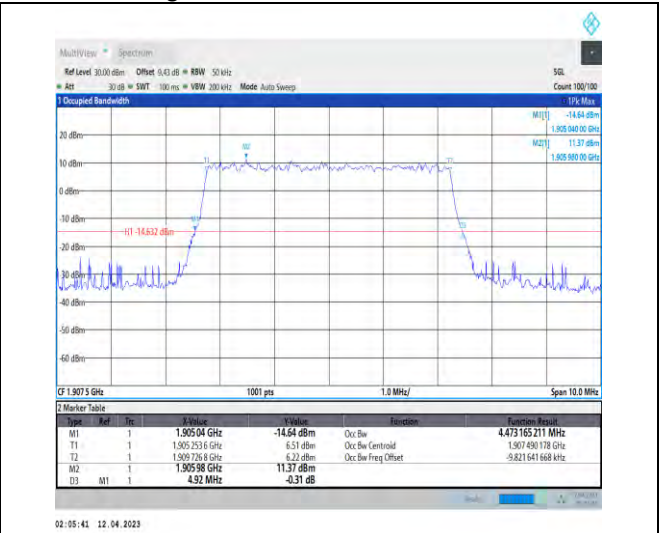 MultiView Spectrum
Ref Level 30.00 dBm Offset 9.43 dB RBW 50 kHz SGL
Att 30 dB SWT 100 ms VBW 200 kHz Mode Auto Sweep Count 100/100
1 Occupied Bandwidth 1Pk Max
M1[1] -14.64 dBm
1.905 040 00 GHz
M2[1] 11.37 dBm
1.905 980 00 GHz
20 dBm
M2
T1
10 dBm
0 dBm
-10 dBm
H1 -14.632 dBm
-20 dBm
-30 dBm
-40 dBm
-50 dBm
-60 dBm
CF 1.907 5 GHz 1001 pts 1.0 MHz/ Span 10.0 MHz
2 Marker Table
Type Ref Trc X-Value Y-Value Function Function Result
M1 1 1.905 04 GHz -14.64 dBm Occ Bw 4.473 165 211 MHz
T1 1 1.905 253 6 GHz 6.51 dBm Occ Bw Centroid 1.907 490 178 GHz
T2 1 1.909 726 8 GHz 6.22 dBm Occ Bw Freq Offset -9.821 641 668 kHz
M2 1 1.905 98 GHz 11.37 dBm
D3 M1 1 4.92 MHz -0.31 dB
02:05:41 12.04.2023